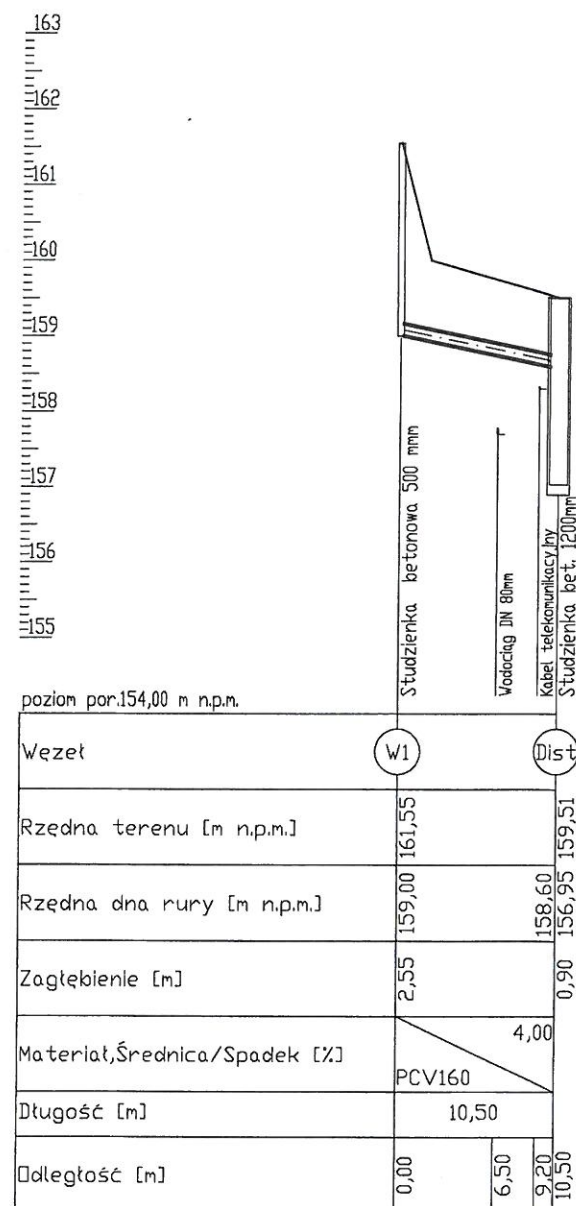 163
162
161
160
159
158
157
156
155
Studzienka betonowa 500 mmm
Wodociąg DN 80mm
Kabel telekomunikacyjny
Studzienka bet. 1200mm
poziom por.154,00 m n.p.m.
Węzeł W1 Dist
Rzędna terenu [m n.p.m.] 161,55 159,51
Rzędna dna rury [m n.p.m.] 159,00 158,60 156,95
Zagłębienie [m] 2,55 0,90
Materiał,Średnica/Spadek [%] PCV160 4,00
Długość [m] 10,50
Odległość [m] 0,00 6,50 9,20 10,50